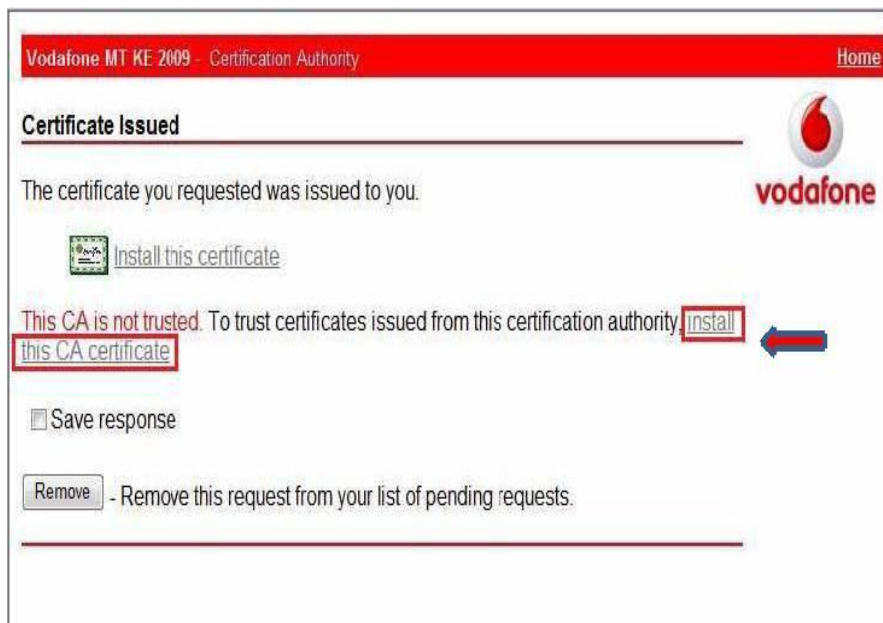 Vodafone MT KE 2009 - Certification Authority
Home
Certificate Issued
vodafone
The certificate you requested was issued to you.
Install this certificate
This CA is not trusted. To trust certificates issued from this certification authority, install
this CA certificate
Save response
Remove - Remove this request from your list of pending requests.